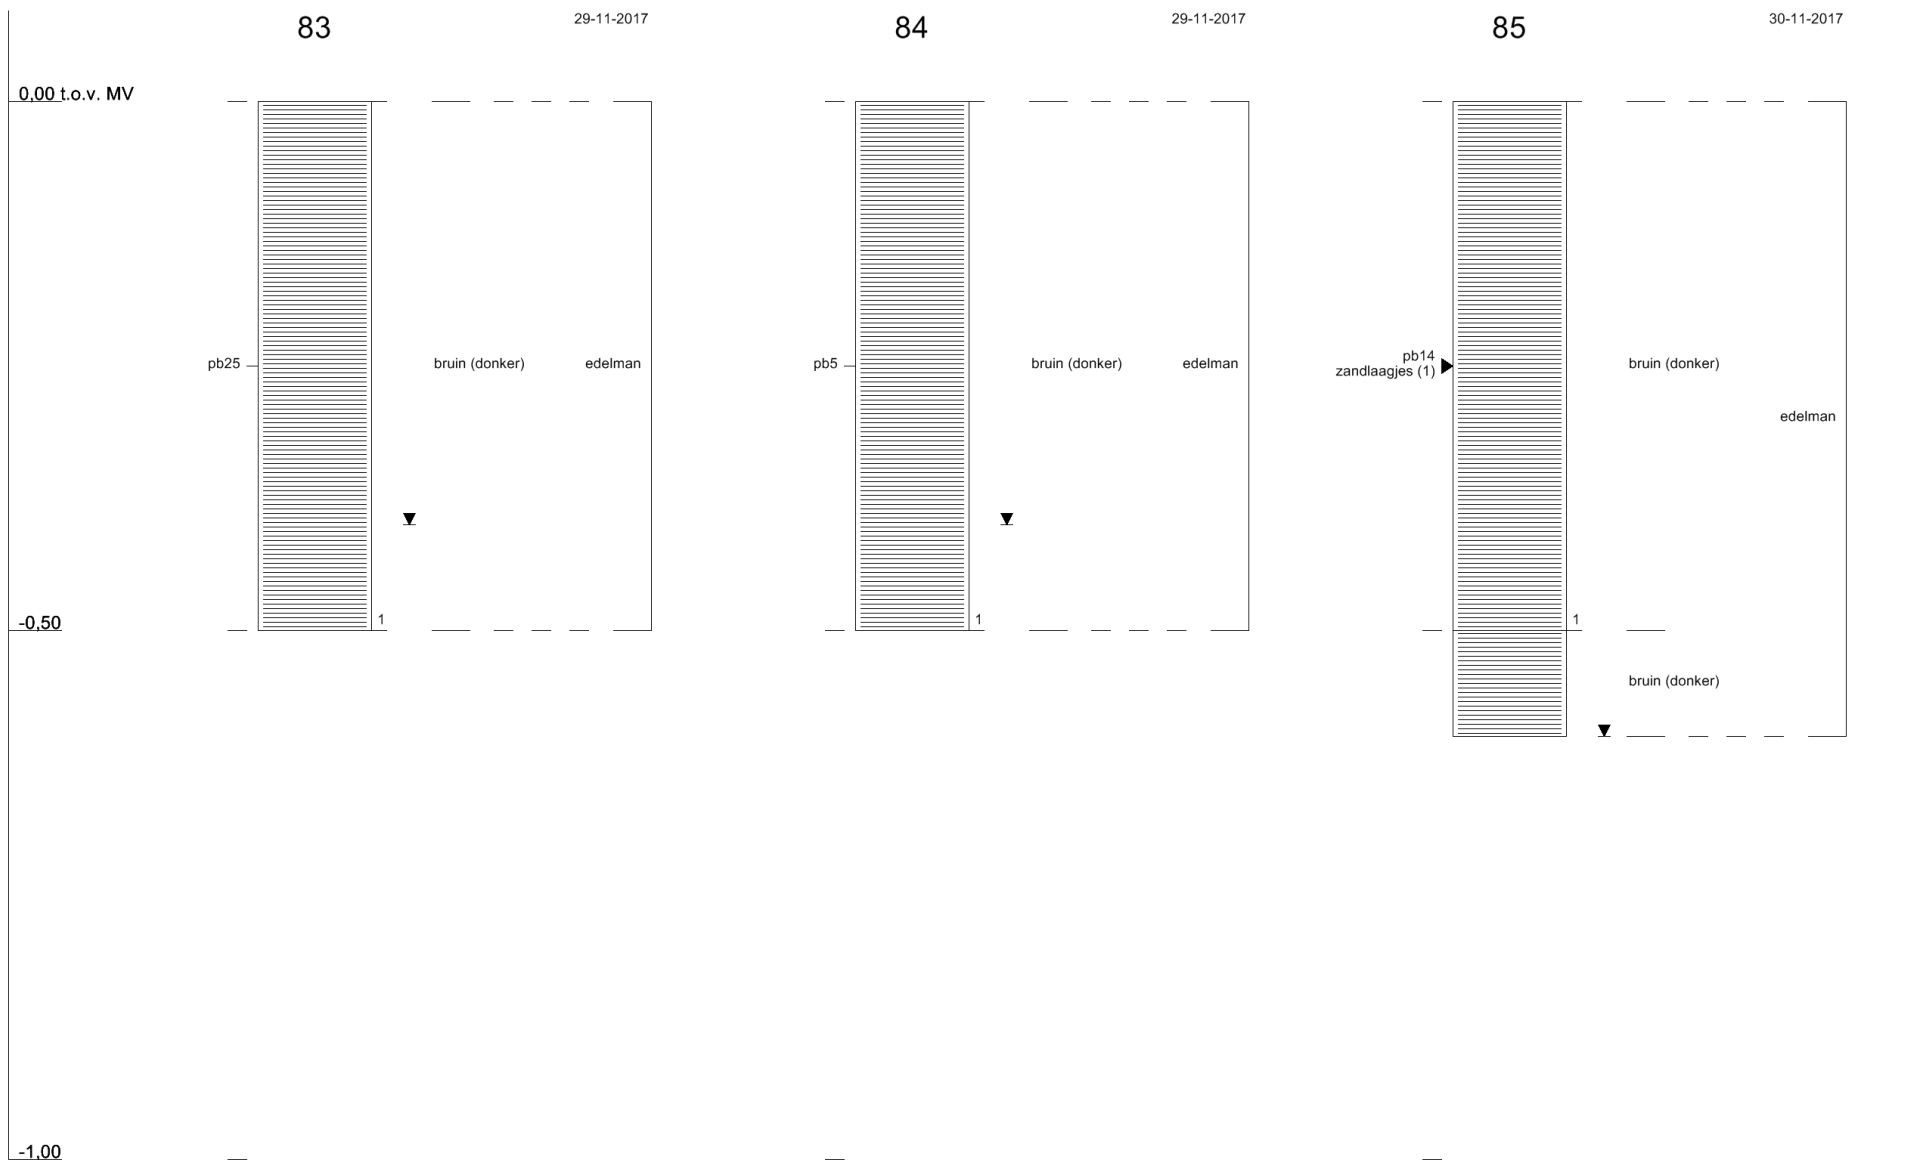 83
29-11-2017
84
29-11-2017
85
30-11-2017
0,00 t.o.v. MV
pb25
bruin (donker)
edelman
1
pb5
bruin (donker)
edelman
1
pb14
zandlaagjes (1)
bruin (donker)
edelman
1
bruin (donker)
-0,50
-1,00